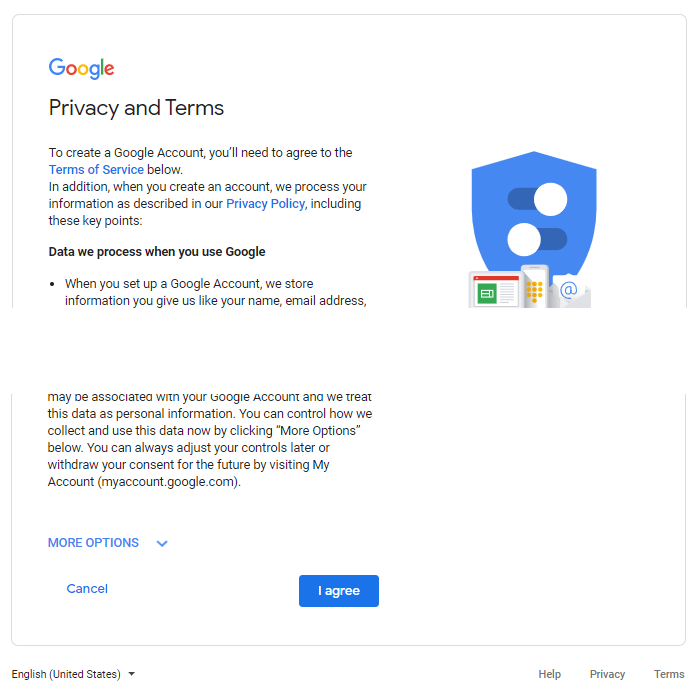 Google
Privacy and Terms
To create a Google Account, you’ll need to agree to the
Terms of Service below.
In addition, when you create an account, we process your
information as described in our Privacy Policy, including
these key points:
Data we process when you use Google
• When you set up a Google Account, we store
information you give us like your name, email address,
may be associated with your Google Account and we treat
this data as personal information. You can control how we
collect and use this data now by clicking “More Options”
below. You can always adjust your controls later or
withdraw your consent for the future by visiting My
Account (myaccount.google.com).
MORE OPTIONS
Cancel
I agree
English (United States)
Help
Privacy
Terms